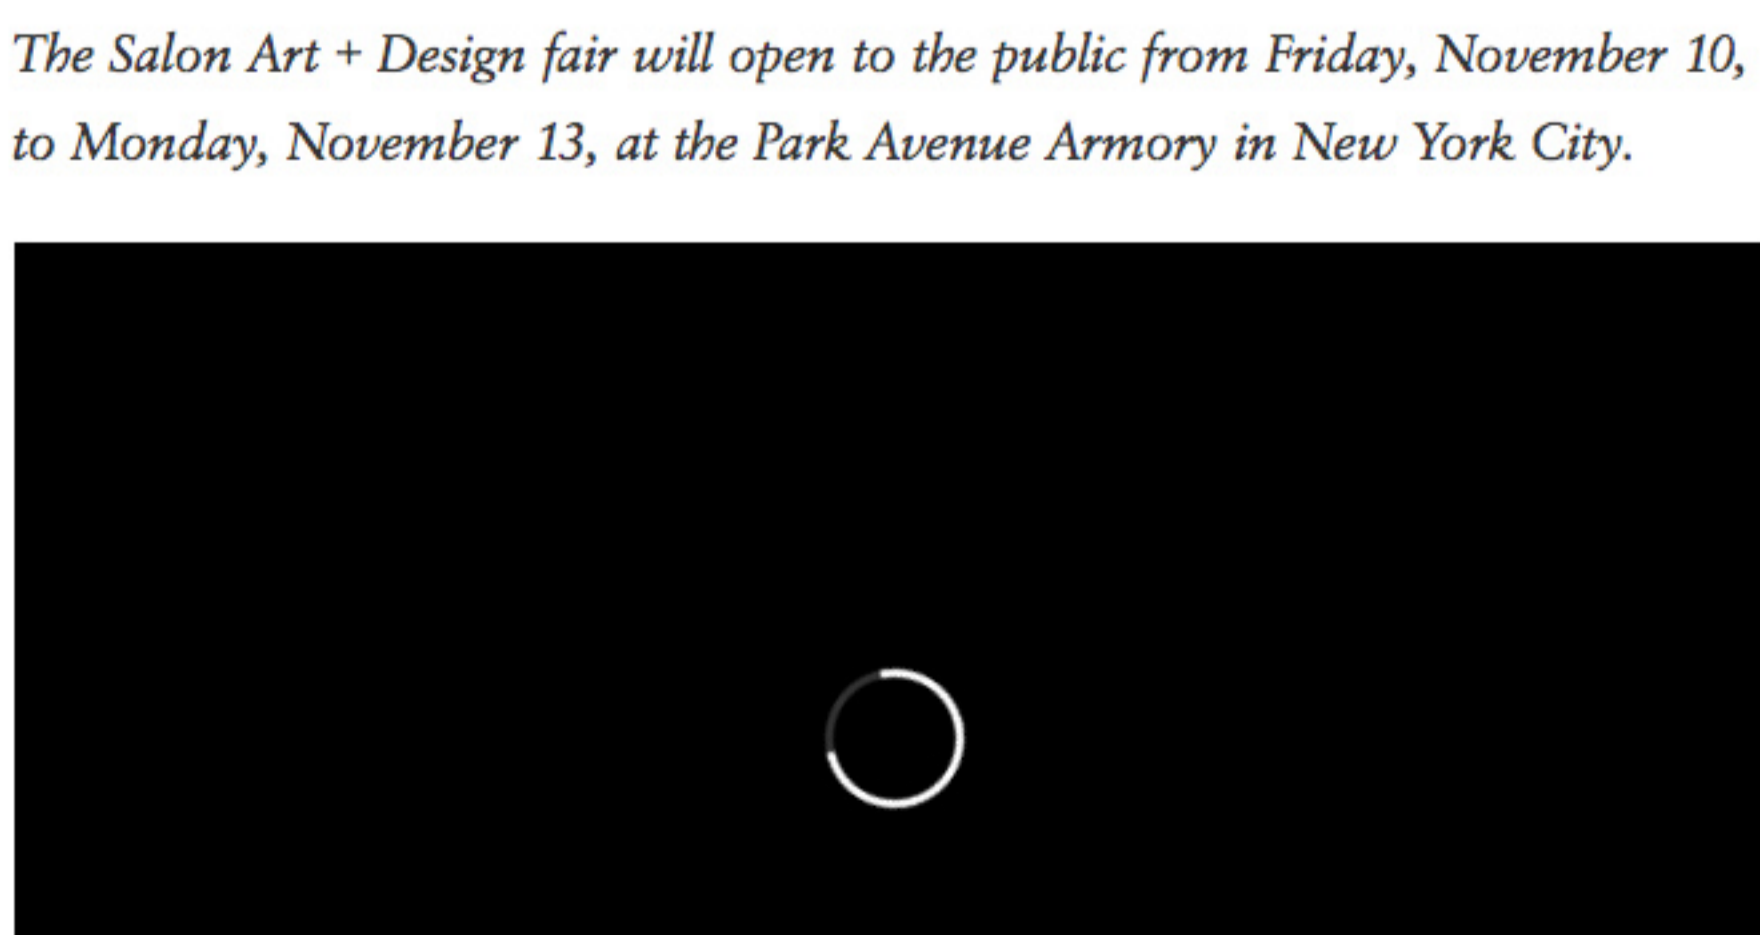 The Salon Art + Design fair will open to the public from Friday, November 10,
to Monday, November 13, at the Park Avenue Armory in New York City.